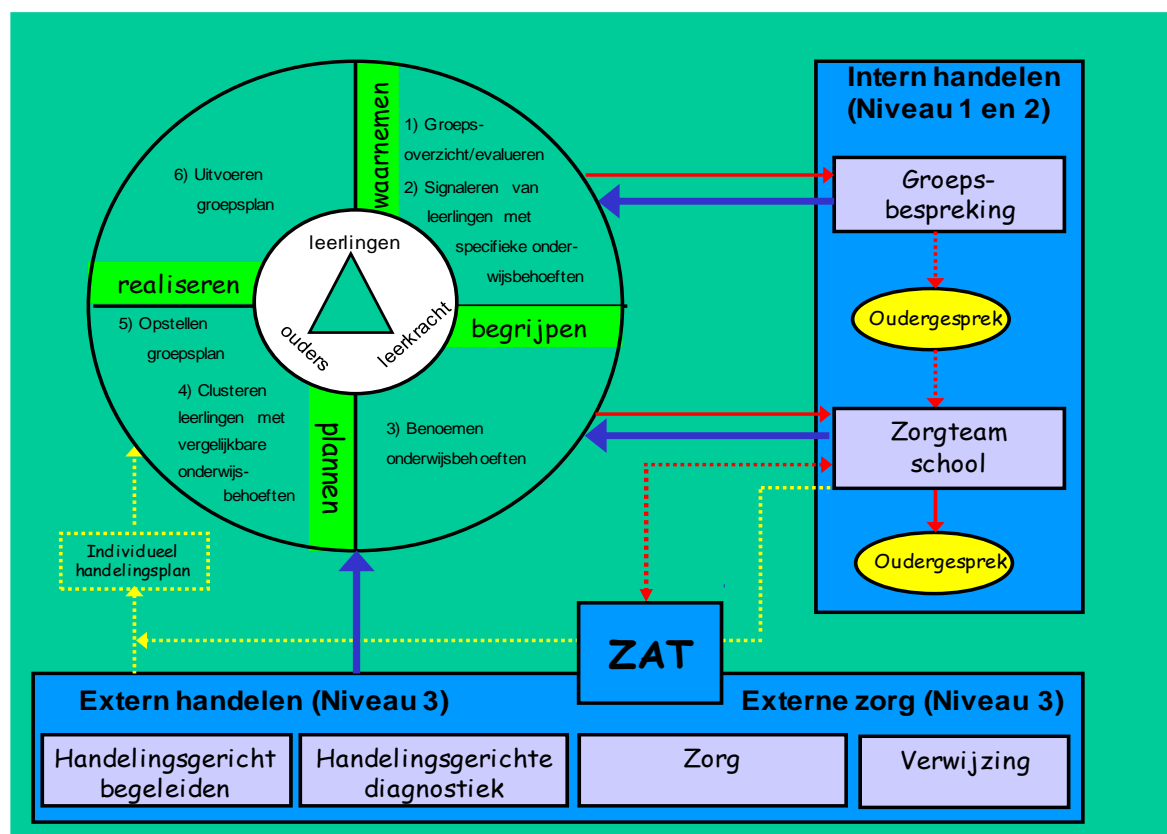 waarnemen
1) Groeps-
overzicht/evalueren
2) Signaleren van
leerlingen met
specifieke onder-
wijsbehoeften
begrijpen
3) Benoemen
onderwijsbehoeften
plannen
4) Clusteren
leerlingen met
vergelijkbare
onderwijs-
behoeften
5) Opstellen
groepsplan
realiseren
6) Uitvoeren
groepsplan
leerlingen
ouders
leerkracht
Intern handelen
(Niveau 1 en 2)
Groeps-
bespreking
Oudergesprek
Zorgteam
school
Oudergesprek
Individueel
handelingsplan
ZAT
Extern handelen (Niveau 3)
Externe zorg (Niveau 3)
Handelingsgericht
begeleiden
Handelingsgerichte
diagnostiek
Zorg
Verwijzing